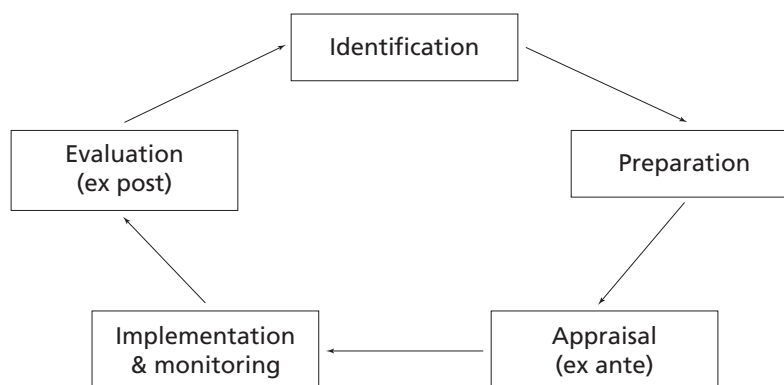 Identification
Preparation
Appraisal
(ex ante)
Implementation
& monitoring
Evaluation
(ex post)